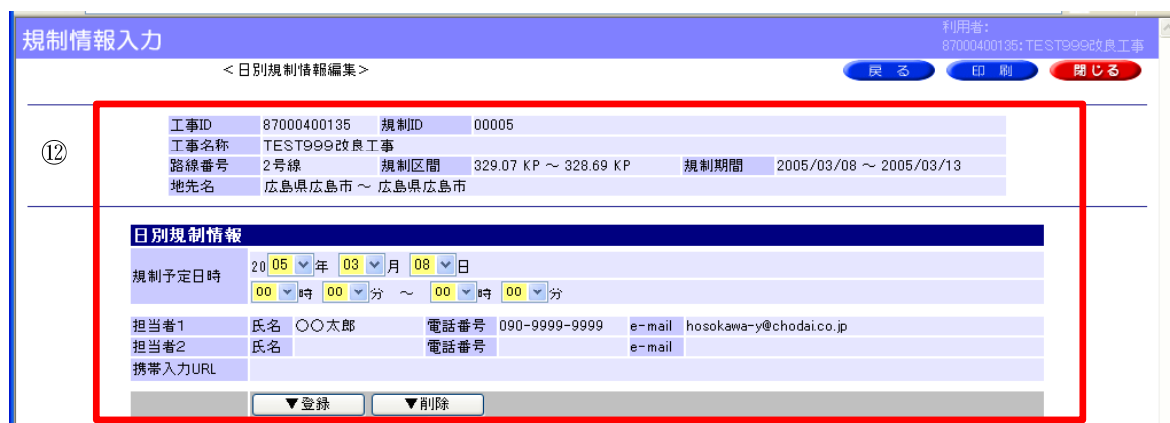 規制情報入力
利用者:
87000400135:TEST999改良工事
<日別規制情報編集>
戻 る 印 刷 閉じる
⑫
工事ID 87000400135 規制ID 00005
工事名称 TEST999改良工事
路線番号 2号線 規制区間 329.07 KP ～ 328.69 KP 規制期間 2005/03/08 ～ 2005/03/13
地先名 広島県広島市 ～ 広島県広島市
日別規制情報
規制予定日時 20 05 年 03 月 08 日
00 時 00 分 ～ 00 時 00 分
担当者1 氏名 〇〇太郎 電話番号 090-9999-9999 e-mail hosokawa-y@chodai.co.jp
担当者2 氏名 電話番号 e-mail
携帯入力URL
▼登録 ▼削除